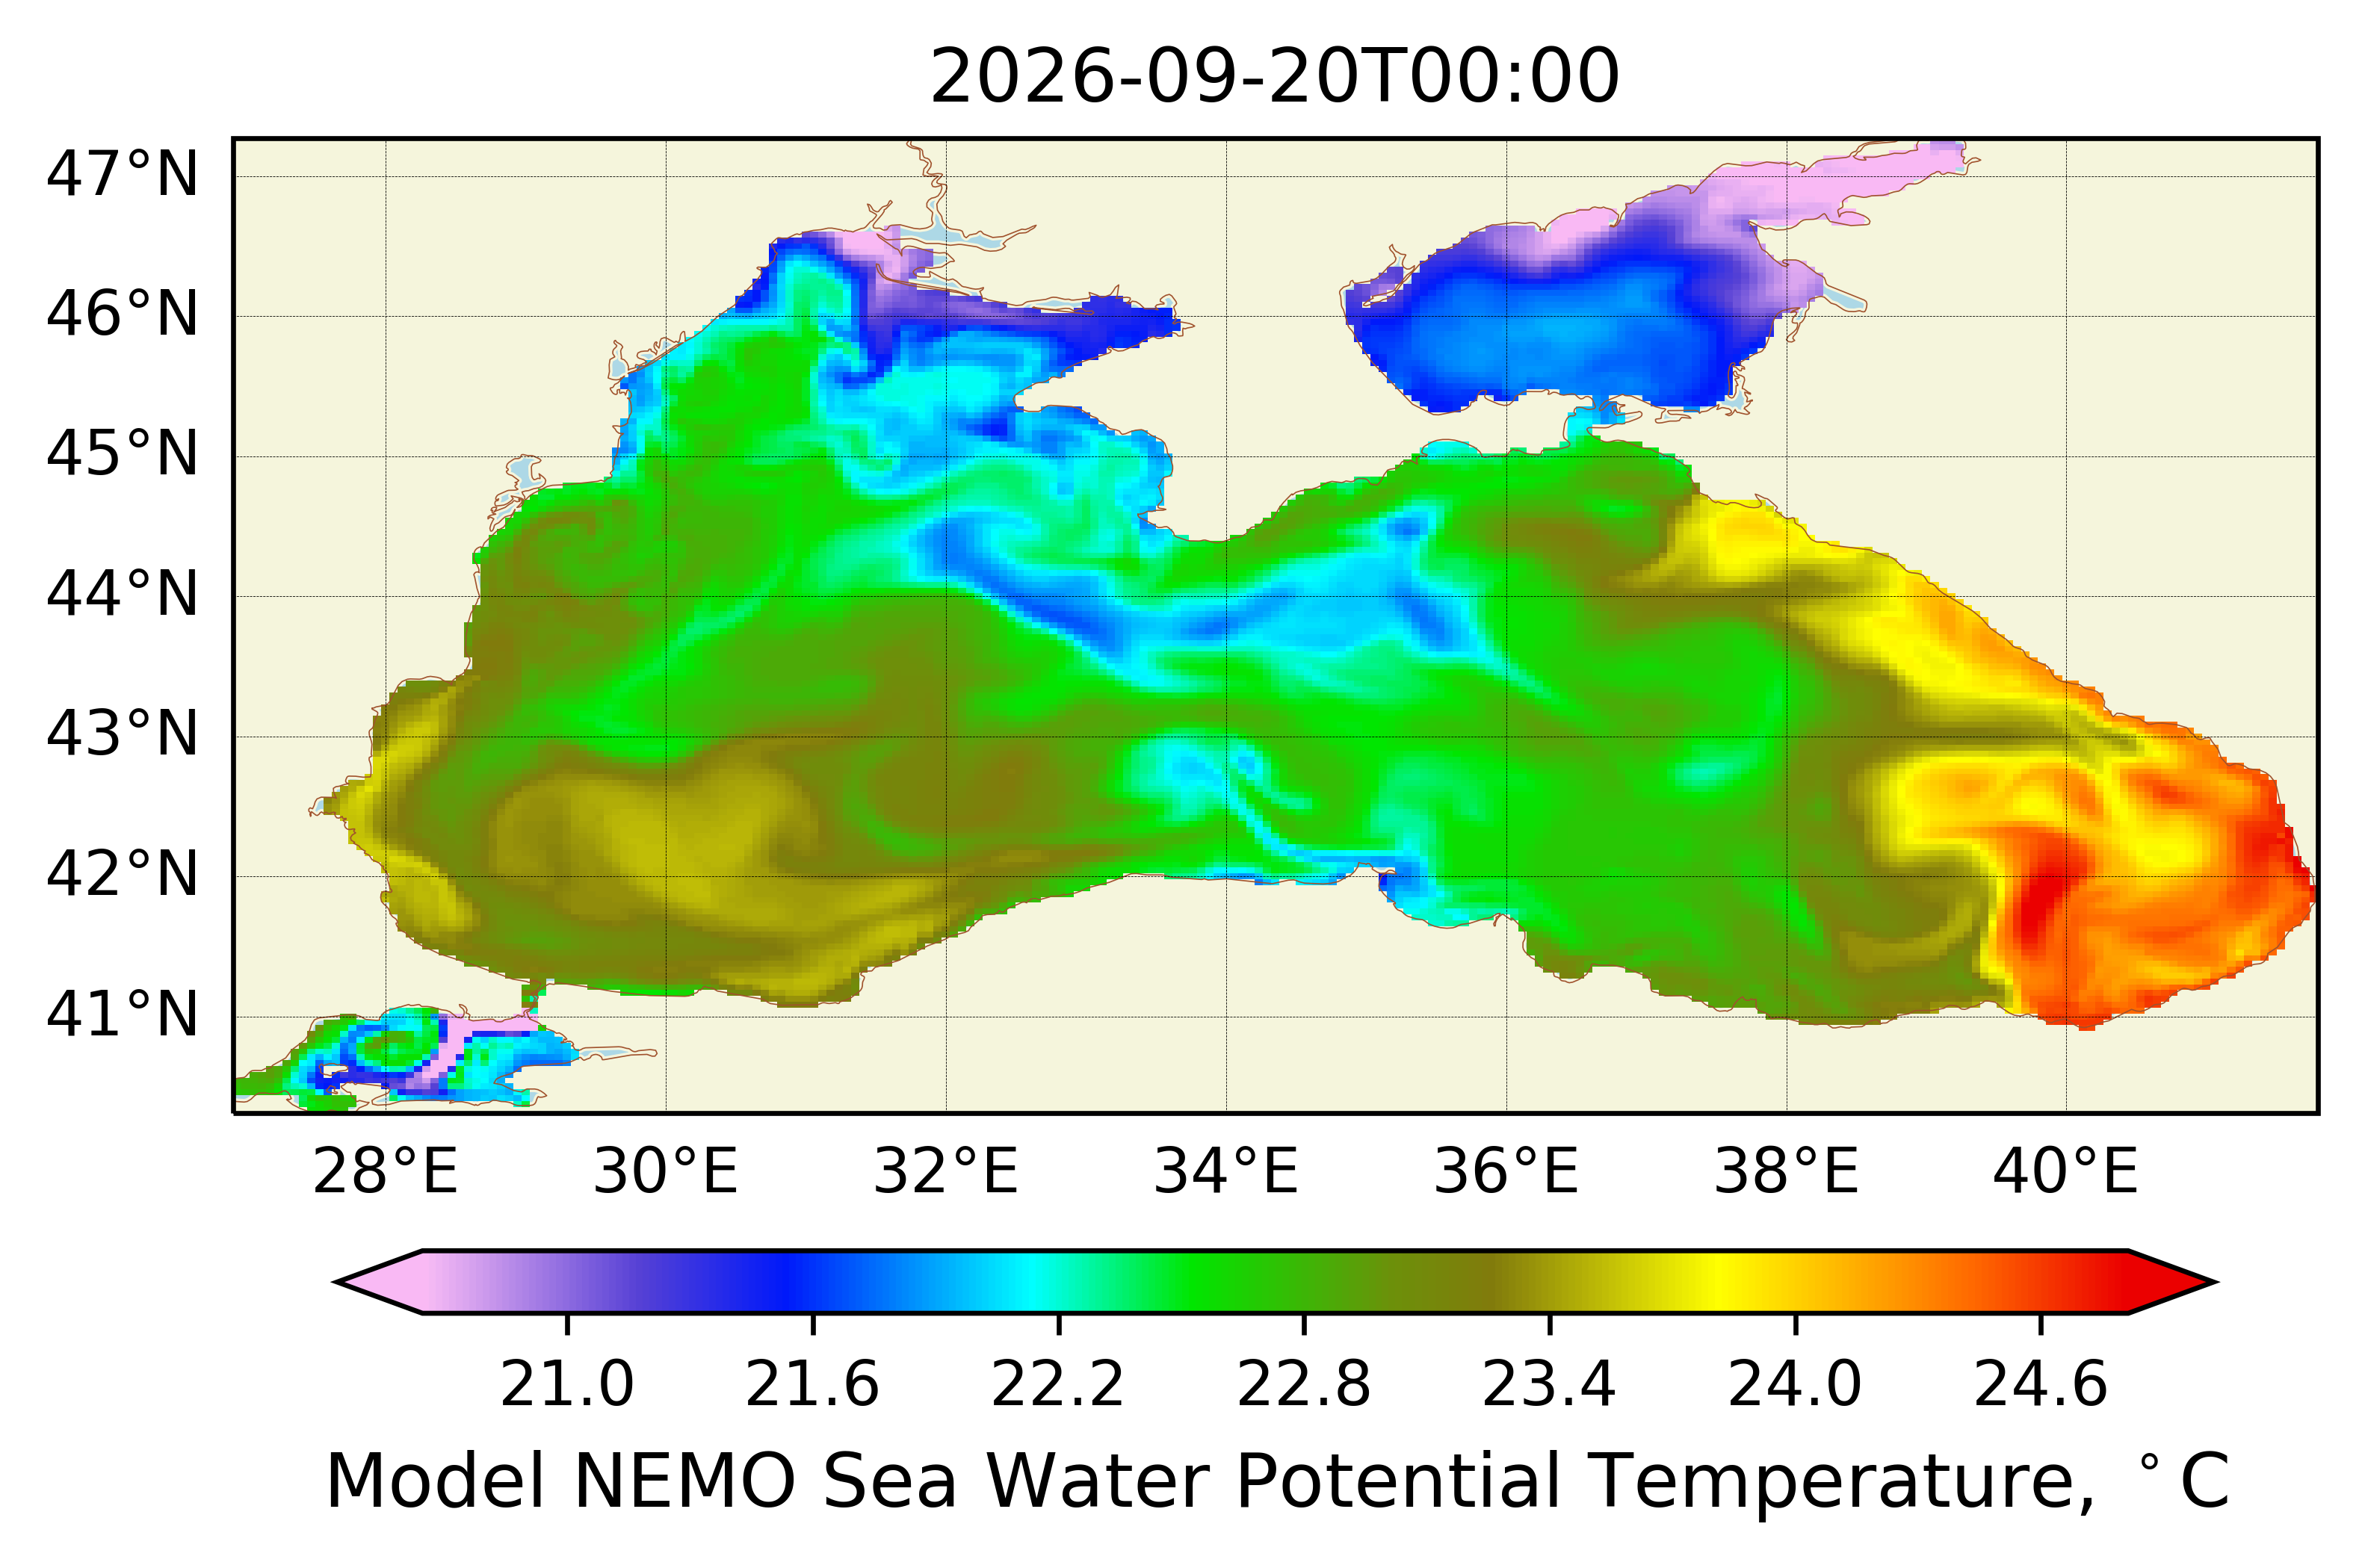 2026-09-20T00:00
47°N
46°N
45°N
44°N
43°N
42°N
41°N
28°E 30°E 32°E 34°E 36°E 38°E 40°E
21.0 21.6 22.2 22.8 23.4 24.0 24.6
Model NEMO Sea Water Potential Temperature, °C